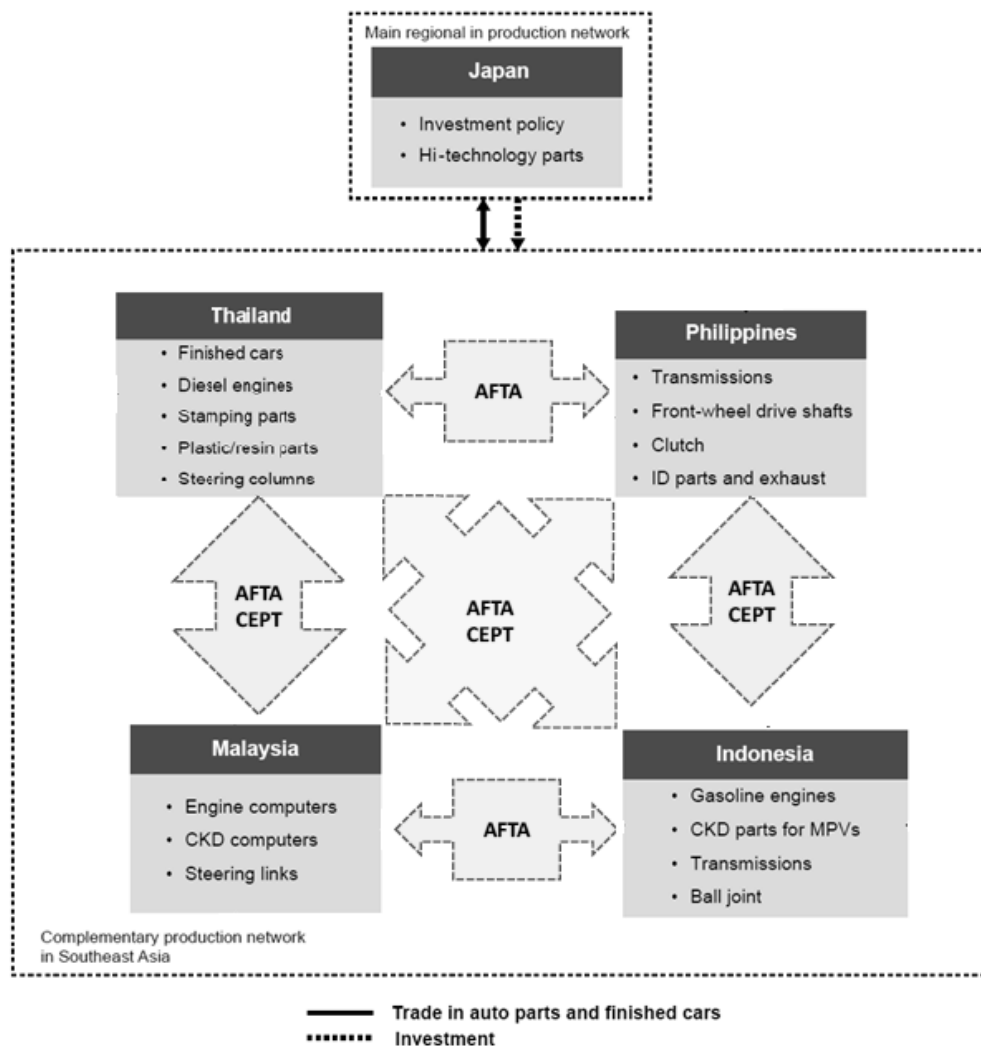 Main regional in production network
Japan
• Investment policy
• Hi-technology parts
Thailand
• Finished cars
• Diesel engines
• Stamping parts
• Plastic/resin parts
• Steering columns
AFTA
Philippines
• Transmissions
• Front-wheel drive shafts
• Clutch
• ID parts and exhaust
AFTA
CEPT
AFTA
CEPT
AFTA
CEPT
Malaysia
• Engine computers
• CKD computers
• Steering links
AFTA
Indonesia
• Gasoline engines
• CKD parts for MPVs
• Transmissions
• Ball joint
Complementary production network
in Southeast Asia
Trade in auto parts and finished cars
Investment